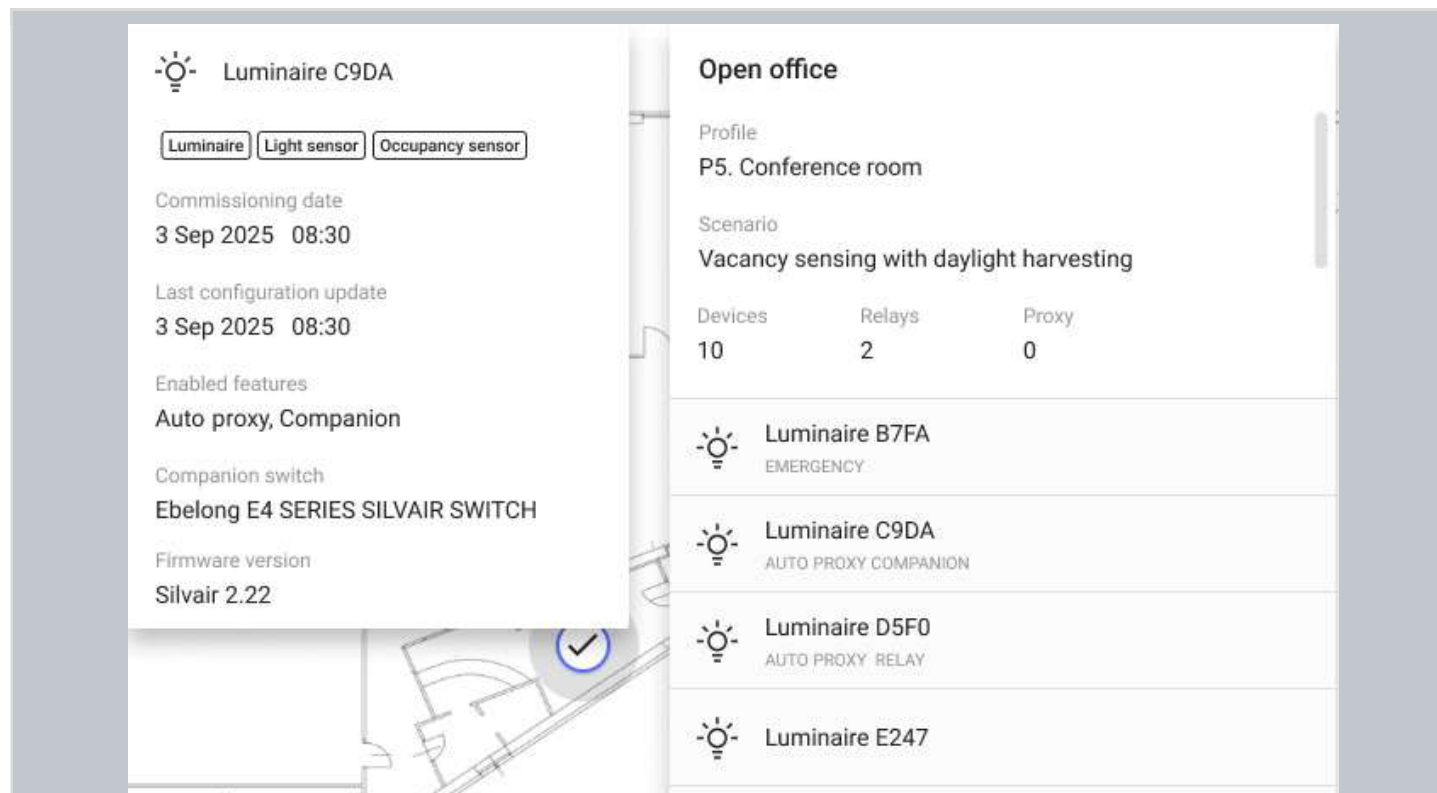 Luminaire C9DA
Luminaire Light sensor Occupancy sensor
Commissioning date
3 Sep 2025 08:30
Last configuration update
3 Sep 2025 08:30
Enabled features
Auto proxy, Companion
Companion switch
Ebelong E4 SERIES SILVAIR SWITCH
Firmware version
Silvair 2.22
Open office
Profile
P5. Conference room
Scenario
Vacancy sensing with daylight harvesting
Devices Relays Proxy
10 2 0
Luminaire B7FA
EMERGENCY
Luminaire C9DA
AUTO PROXY COMPANION
Luminaire D5F0
AUTO PROXY RELAY
Luminaire E247